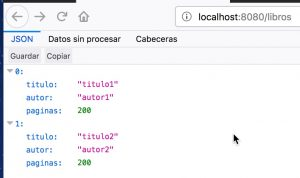 localhost:8080/libros
JSON Datos sin procesar Cabeceras
Guardar Copiar
0:
titulo: "titulo1"
autor: "autor1"
paginas: 200
1:
titulo: "titulo2"
autor: "autor2"
paginas: 200